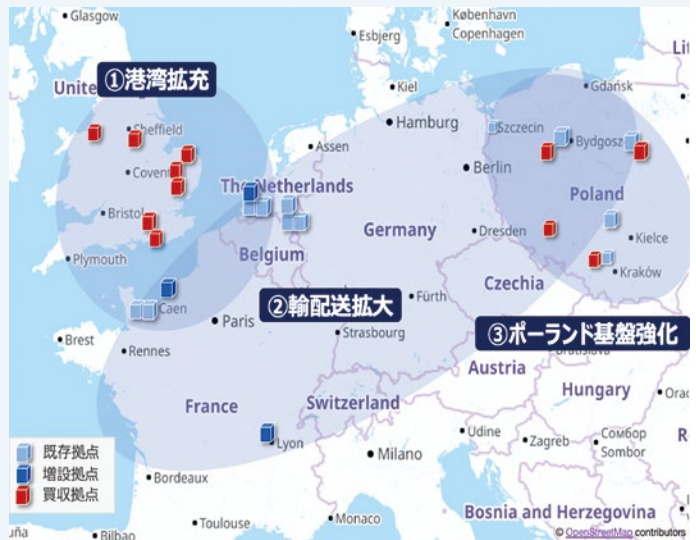 Glasgow
København
Copenhagen
Esbjerg
Lit
①港湾拡充
Unite
Kiel
Gdańsk
Sheffield
Hamburg
Szczecin
Bydgosz
Assen
Covent
The Netherlands
Berlin
Poland
Bristol
Germany
Belgium
Dresden
Kielce
Plymouth
Czechia
Kraków
Caen
②輸配送拡大
Fürth
Paris
③ポーランド基盤強化
Brest
Strasbourg
Bratislava
Rennes
Austria
Hungary
Switzerland
France
Orad
Lyon
Udine
Zagreb
Сомбор
Sombor
R
Milano
既存拠点
増設拠点
買収拠点
Bordeaux
Toulouse
Monaco
Bosnia and Herzegovina
uña
Bilbao
© OpenStreetMap contributors